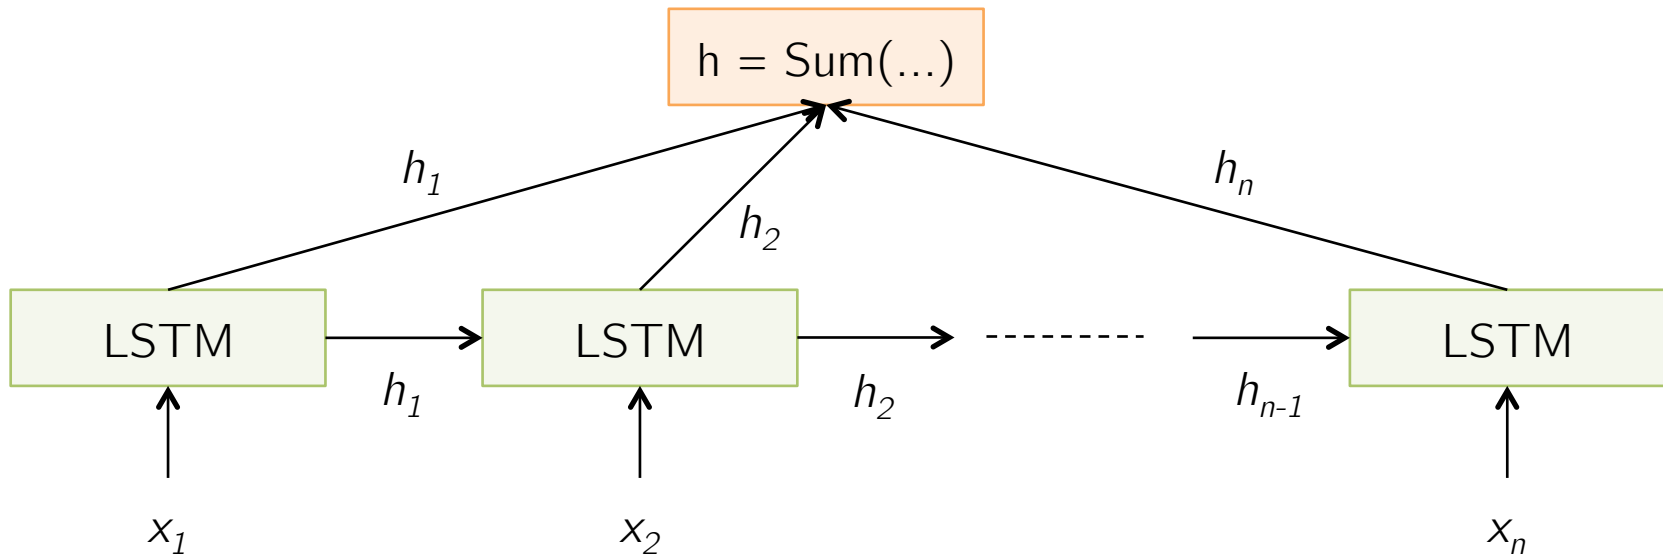 h = Sum(...)
h1
h2
hn
LSTM
LSTM
LSTM
h1
h2
hn-1
x1
x2
xn